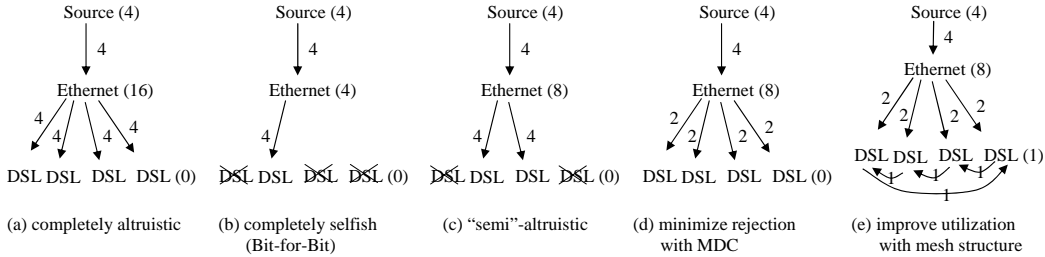 Source (4)
4
Ethernet (16)
4
4
4
4
DSL DSL DSL DSL (0)
(a) completely altruistic
Source (4)
4
Ethernet (4)
4
DSL DSL DSL DSL (0)
(b) completely selfish
(Bit-for-Bit)
Source (4)
4
Ethernet (8)
4
4
DSL DSL DSL DSL (0)
(c) “semi”-altruistic
Source (4)
4
Ethernet (8)
2
2
2
2
DSL DSL DSL DSL (0)
(d) minimize rejection
with MDC
Source (4)
4
Ethernet (8)
2
2
2
2
DSL DSL DSL DSL (1)
1
1
1
1
(e) improve utilization
with mesh structure